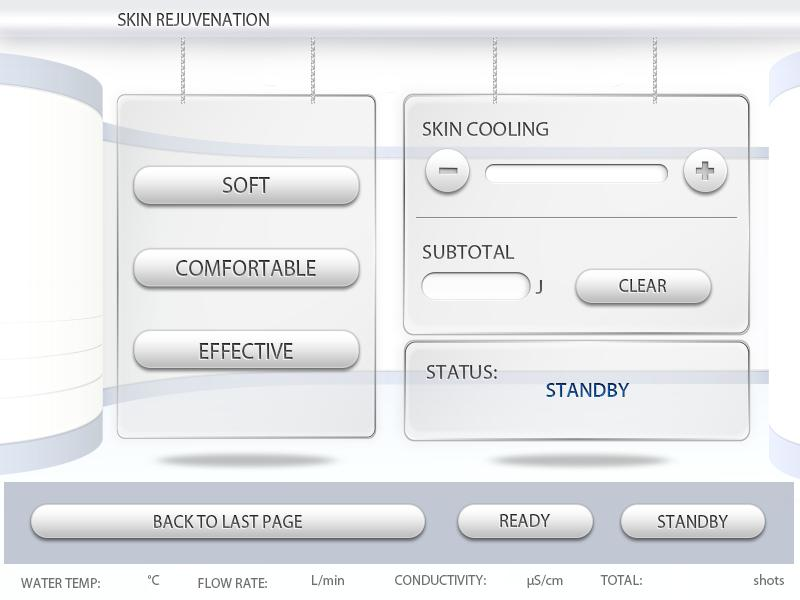 SKIN REJUVENATION
SOFT
COMFORTABLE
EFFECTIVE
SKIN COOLING
SUBTOTAL
J
CLEAR
STATUS:
STANDBY
BACK TO LAST PAGE
READY
STANDBY
WATER TEMP: °C FLOW RATE: L/min CONDUCTIVITY: µS/cm TOTAL: shots